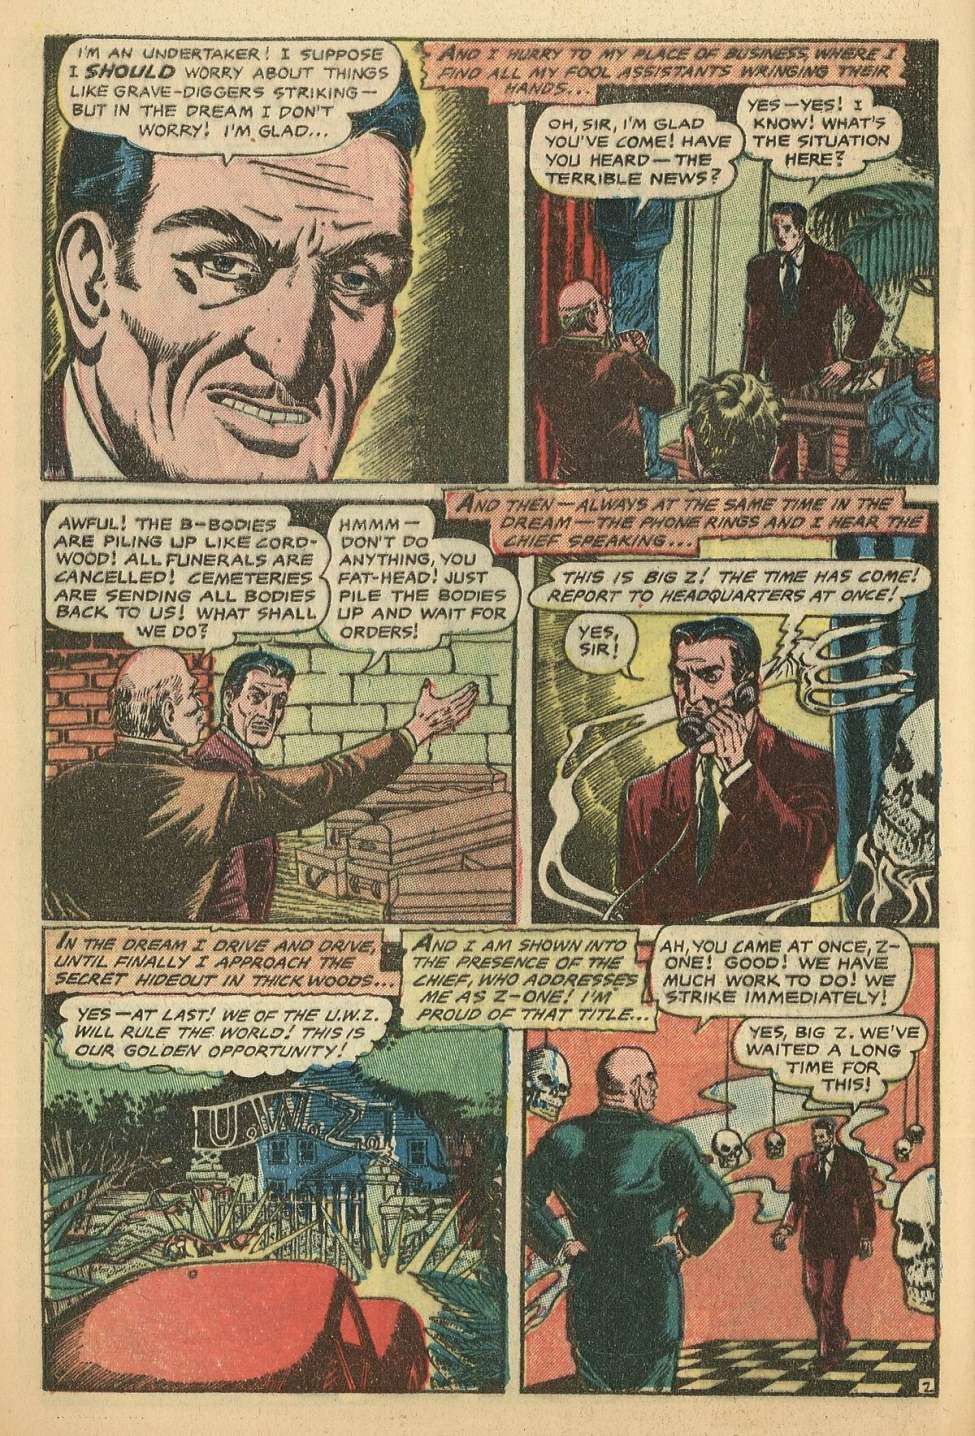 I'M AN UNDERTAKER! I SUPPOSE
I SHOULD WORRY ABOUT THINGS
LIKE GRAVE-DIGGERS STRIKING—
BUT IN THE DREAM I DON'T
WORRY! I'M GLAD...
AND I HURRY TO MY PLACE OF BUSINESS, WHERE I
FIND ALL MY FOOL ASSISTANTS WRINGING THEIR
HANDS...
OH, SIR, I'M GLAD
YOU'VE COME! HAVE
YOU HEARD—THE
TERRIBLE NEWS?
YES—YES! I
KNOW! WHAT'S
THE SITUATION
HERE?
AWFUL! THE B-BODIES
ARE PILING UP LIKE CORD-
WOOD! ALL FUNERALS ARE
CANCELLED! CEMETERIES
ARE SENDING ALL BODIES
BACK TO US! WHAT SHALL
WE DO?
HMMM—
DON'T DO
ANYTHING, YOU
FAT-HEAD! JUST
PILE THE BODIES
UP AND WAIT FOR
ORDERS!
AND THEN—ALWAYS AT THE SAME TIME IN THE
DREAM—THE PHONE RINGS AND I HEAR THE
CHIEF SPEAKING...
THIS IS BIG Z! THE TIME HAS COME!
REPORT TO HEADQUARTERS AT ONCE!
YES,
SIR!
IN THE DREAM I DRIVE AND DRIVE,
UNTIL FINALLY I APPROACH THE
SECRET HIDEOUT IN THICK WOODS...
YES—AT LAST! WE OF THE U.W.Z.
WILL RULE THE WORLD! THIS IS
OUR GOLDEN OPPORTUNITY!
U.W.Z.
AND I AM SHOWN INTO
THE PRESENCE OF THE
CHIEF, WHO ADDRESSES
ME AS Z-ONE! I'M
PROUD OF THAT TITLE...
AH, YOU CAME AT ONCE, Z-
ONE! GOOD! WE HAVE
MUCH WORK TO DO! WE
STRIKE IMMEDIATELY!
YES, BIG Z. WE'VE
WAITED A LONG
TIME FOR
THIS!
2